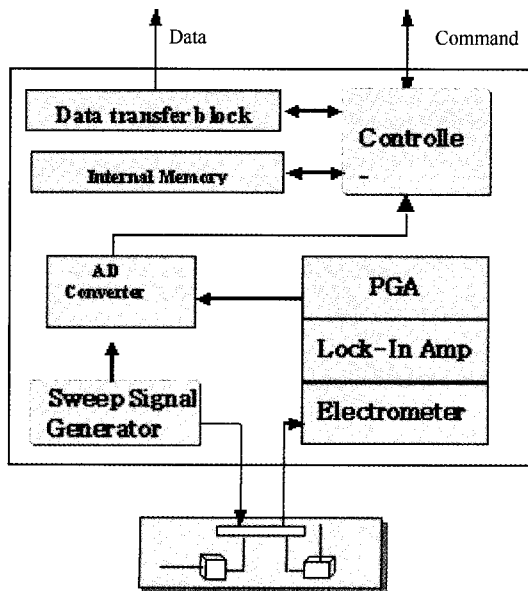 Data
Command
Data transfer block
Controlle
-
Internal Memory
AD
Converter
PGA
Lock-In Amp
Sweep Signal
Generator
Electrometer